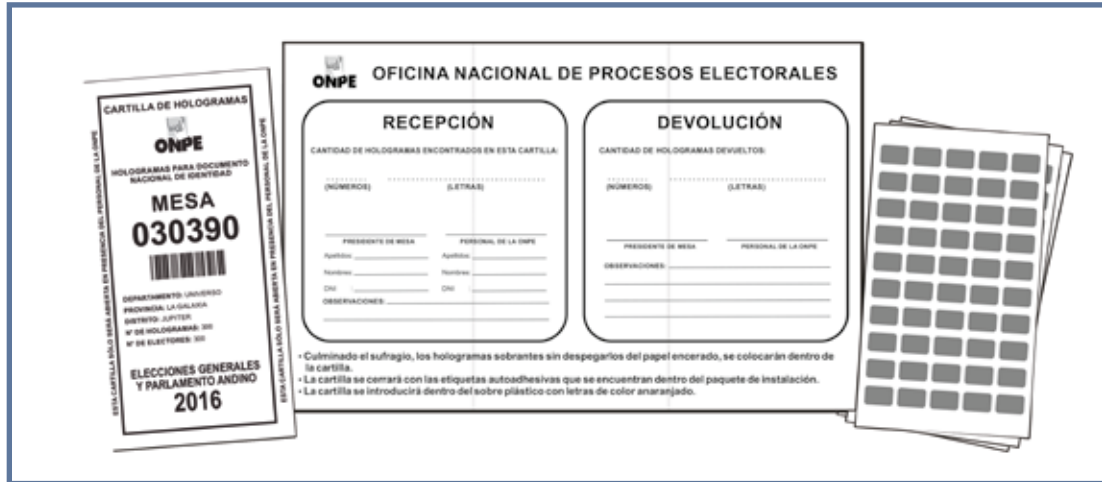 CARTILLA DE HOLOGRAMAS
ONPE
HOLOGRAMAS PARA DOCUMENTO
NACIONAL DE IDENTIDAD
MESA
030390
DEPARTAMENTO: UNIVERSO
PROVINCIA: LA GALAXIA
DISTRITO: JUPITER
N° DE HOLOGRAMAS: 300
N° DE ELECTORES: 300
ELECCIONES GENERALES
Y PARLAMENTO ANDINO
2016
ESTA CARTILLA SÓLO SERÁ ABIERTA EN PRESENCIA DEL PERSONAL DE LA ONPE
ESTA CARTILLA SÓLO SERÁ ABIERTA EN PRESENCIA DEL PERSONAL DE LA ONPE
ONPE
OFICINA NACIONAL DE PROCESOS ELECTORALES
RECEPCIÓN
CANTIDAD DE HOLOGRAMAS ENCONTRADOS EN ESTA CARTILLA:
(NÚMEROS) (LETRAS)
PRESIDENTE DE MESA PERSONAL DE LA ONPE
Apellidos: Apellidos:
Nombres: Nombres:
DNI : DNI :
OBSERVACIONES:
DEVOLUCIÓN
CANTIDAD DE HOLOGRAMAS DEVUELTOS:
(NÚMEROS) (LETRAS)
PRESIDENTE DE MESA PERSONAL DE LA ONPE
OBSERVACIONES:
• Culminado el sufragio, los hologramas sobrantes sin despegarlos del papel encerado, se colocarán dentro de
la cartilla.
• La cartilla se cerrará con las etiquetas autoadhesivas que se encuentran dentro del paquete de instalación.
• La cartilla se introducirá dentro del sobre plástico con letras de color anaranjado.